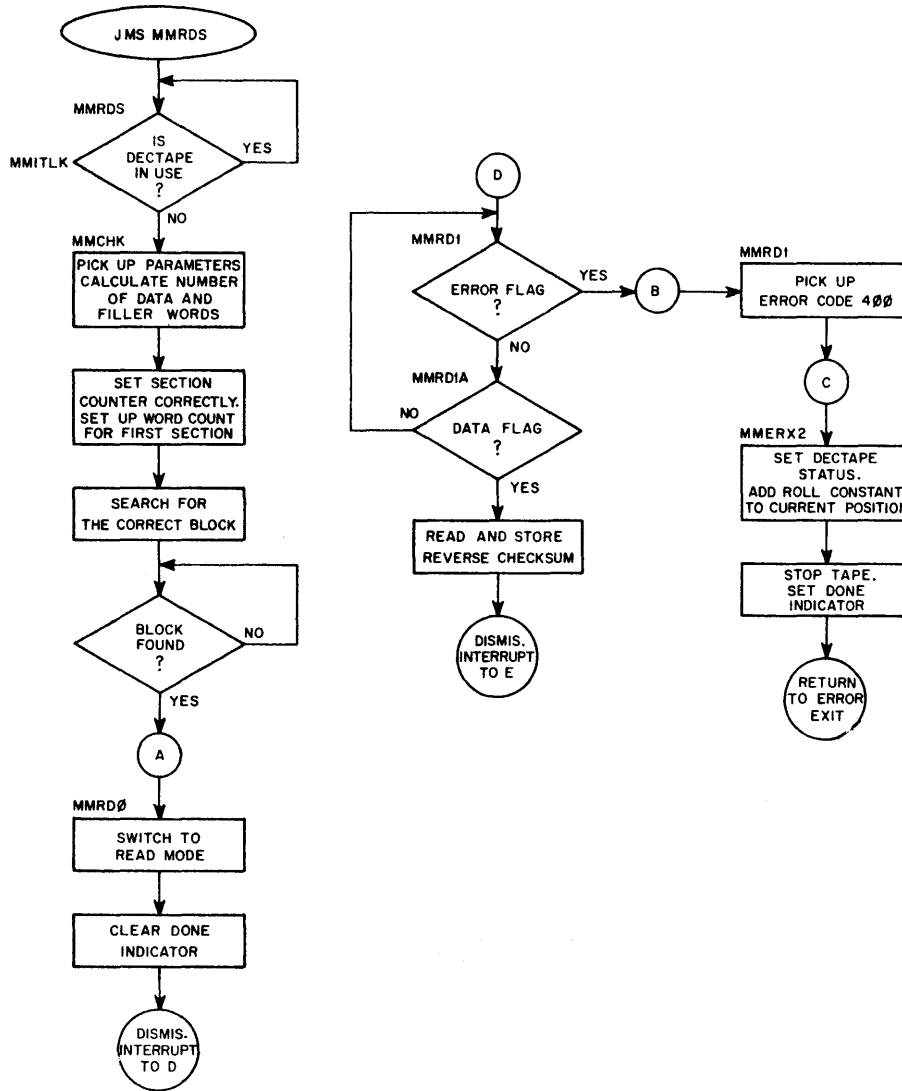 JMS MMRDS
MMRDS
MMITLK
IS
DECTAPE
IN USE
?
YES
NO
MMCHK
PICK UP PARAMETERS
CALCULATE NUMBER
OF DATA AND
FILLER WORDS
SET SECTION
COUNTER CORRECTLY.
SET UP WORD COUNT
FOR FIRST SECTION
SEARCH FOR
THE CORRECT BLOCK
BLOCK
FOUND
?
NO
YES
A
MMRDØ
SWITCH TO
READ MODE
CLEAR DONE
INDICATOR
DISMIS.
INTERRUPT
TO D
D
MMRD1
ERROR FLAG
?
YES
B
NO
MMRD1A
DATA FLAG
?
NO
YES
READ AND STORE
REVERSE CHECKSUM
DISMIS.
INTERRUPT
TO E
MMRD1
PICK UP
ERROR CODE 4ØØ
C
MMERX2
SET DECTAPE
STATUS.
ADD ROLL CONSTANT
TO CURRENT POSITION
STOP TAPE.
SET DONE
INDICATOR
RETURN
TO ERROR
EXIT